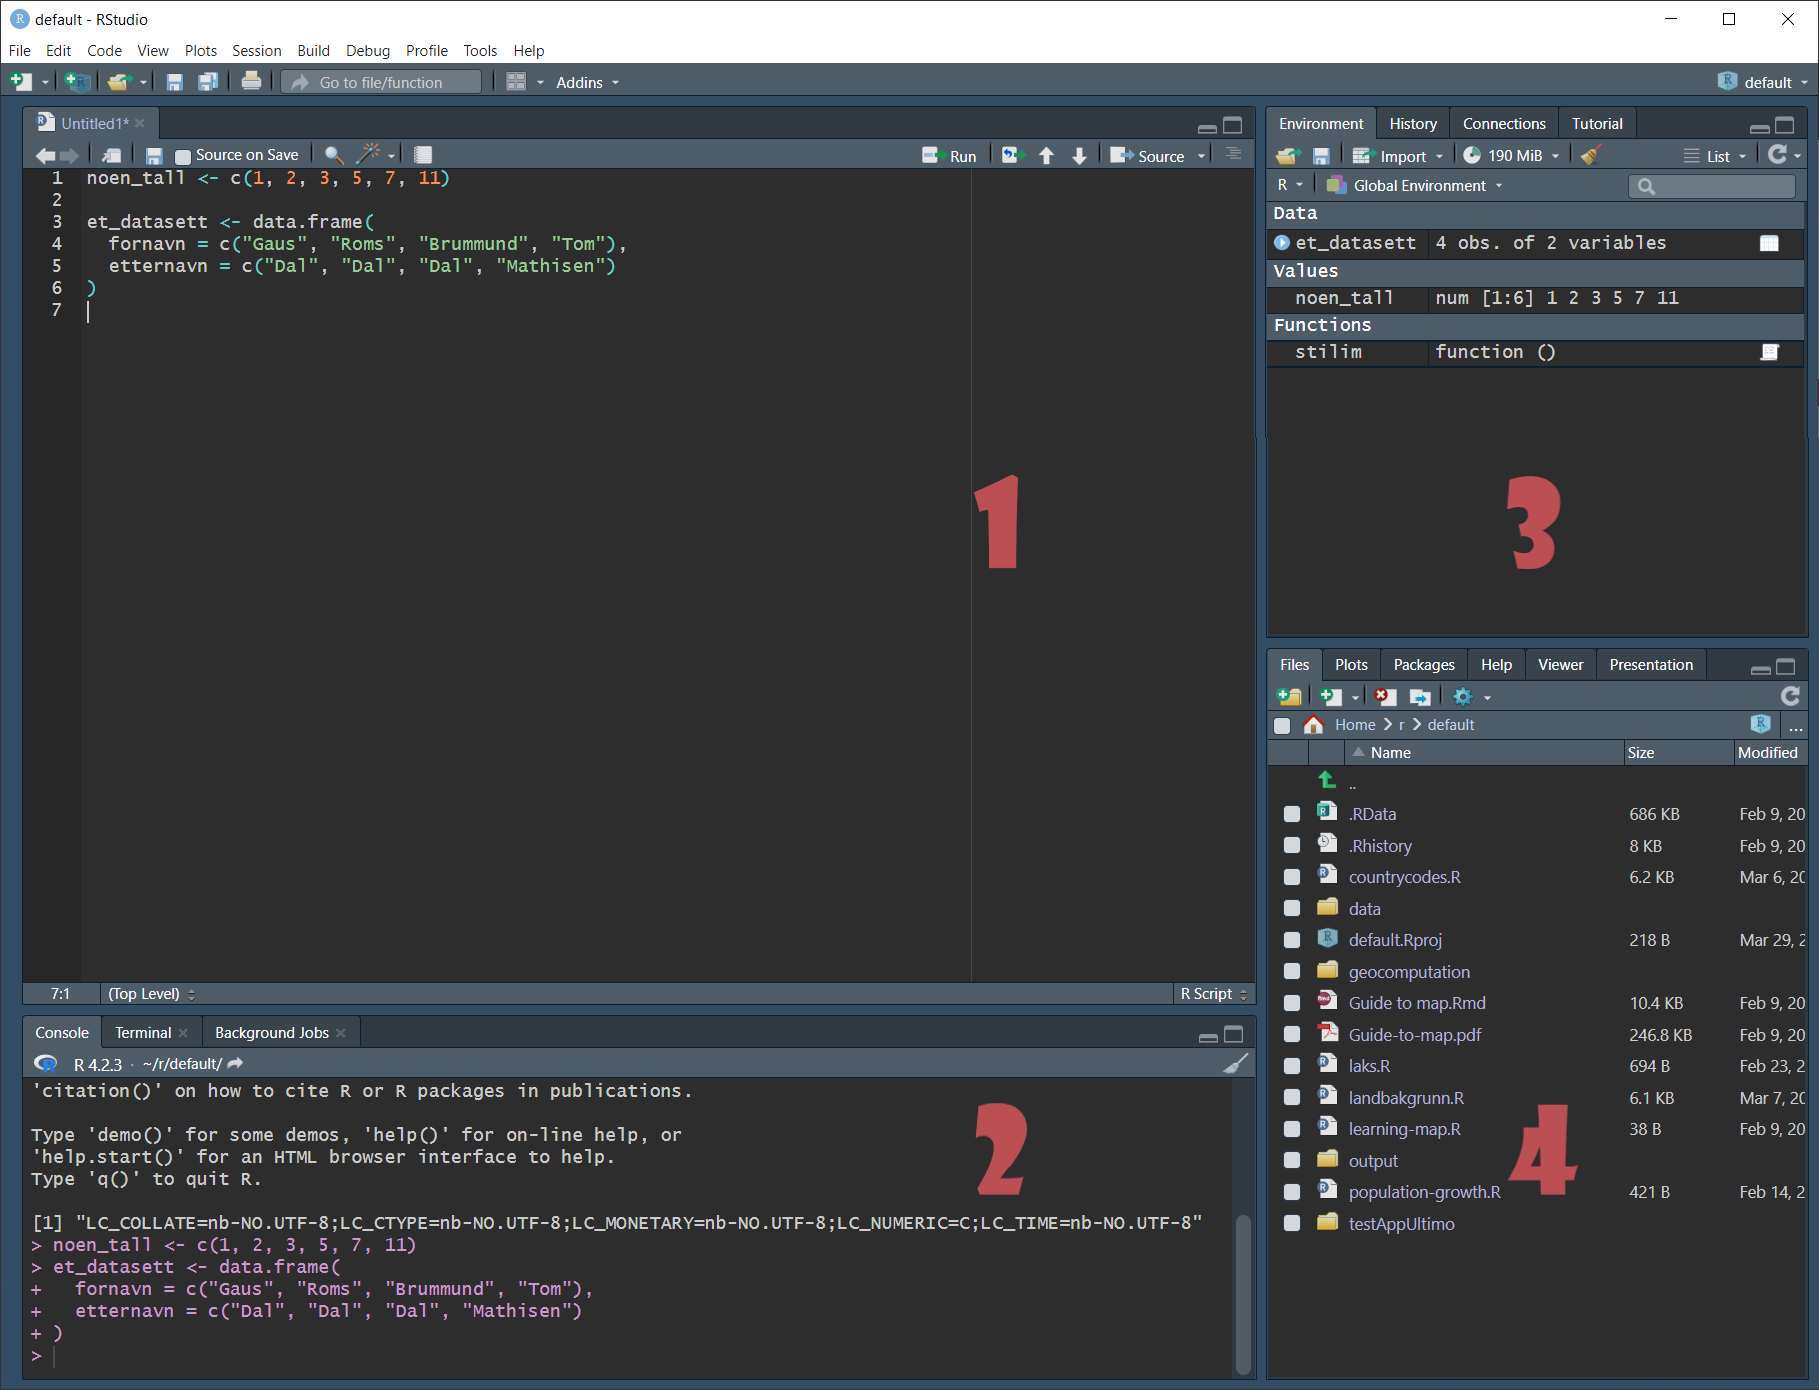 default - RStudio
File Edit Code View Plots Session Build Debug Profile Tools Help
Go to file/function Addins default
Untitled1*
Source on Save Run Source
1 noen_tall <- c(1, 2, 3, 5, 7, 11)
2
3 et_datasett <- data.frame(
4 fornavn = c("Gaus", "Roms", "Brummund", "Tom"),
5 etternavn = c("Dal", "Dal", "Dal", "Mathisen")
6 )
7
1
7:1 (Top Level) R Script
Console Terminal Background Jobs
R 4.2.3 · ~/r/default/
'citation()' on how to cite R or R packages in publications.
Type 'demo()' for some demos, 'help()' for on-line help, or
'help.start()' for an HTML browser interface to help.
Type 'q()' to quit R.
2
[1] "LC_COLLATE=nb-NO.UTF-8;LC_CTYPE=nb-NO.UTF-8;LC_MONETARY=nb-NO.UTF-8;LC_NUMERIC=C;LC_TIME=nb-NO.UTF-8"
> noen_tall <- c(1, 2, 3, 5, 7, 11)
> et_datasett <- data.frame(
+ fornavn = c("Gaus", "Roms", "Brummund", "Tom"),
+ etternavn = c("Dal", "Dal", "Dal", "Mathisen")
+ )
>
Environment History Connections Tutorial
Import 190 MiB List
R Global Environment
Data
et_datasett 4 obs. of 2 variables
Values
noen_tall num [1:6] 1 2 3 5 7 11
Functions
stilim function ()
3
Files Plots Packages Help Viewer Presentation
Home r default ...
Name Size Modified
..
.RData 686 KB Feb 9, 20
.Rhistory 8 KB Feb 9, 20
countrycodes.R 6.2 KB Mar 6, 20
data
default.Rproj 218 B Mar 29, 2
geocomputation
Guide to map.Rmd 10.4 KB Feb 9, 20
Guide-to-map.pdf 246.8 KB Feb 9, 20
laks.R 694 B Feb 23, 2
landbakgrunn.R 6.1 KB Mar 7, 20
learning-map.R 38 B Feb 9, 20
output
4
population-growth.R 421 B Feb 14, 2
testAppUltimo